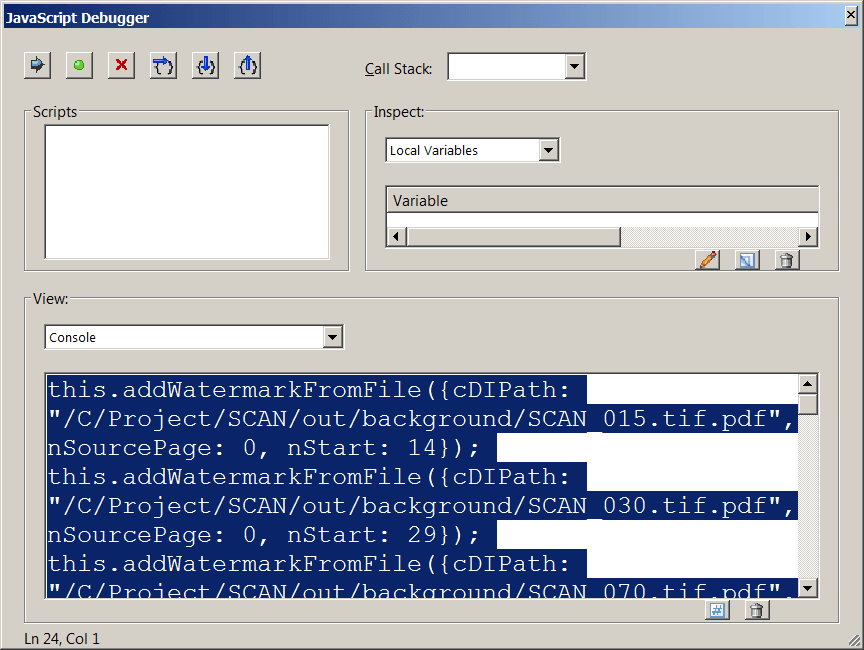 JavaScript Debugger
Call Stack:
Scripts
Inspect:
Local Variables
Variable
View:
Console
this.addWatermarkFromFile({cDIPath:
"/C/Project/SCAN/out/background/SCAN_015.tif.pdf",
nSourcePage: 0, nStart: 14});
this.addWatermarkFromFile({cDIPath:
"/C/Project/SCAN/out/background/SCAN_030.tif.pdf",
nSourcePage: 0, nStart: 29});
this.addWatermarkFromFile({cDIPath:
"/C/Project/SCAN/out/background/SCAN_070.tif.pdf",
Ln 24, Col 1